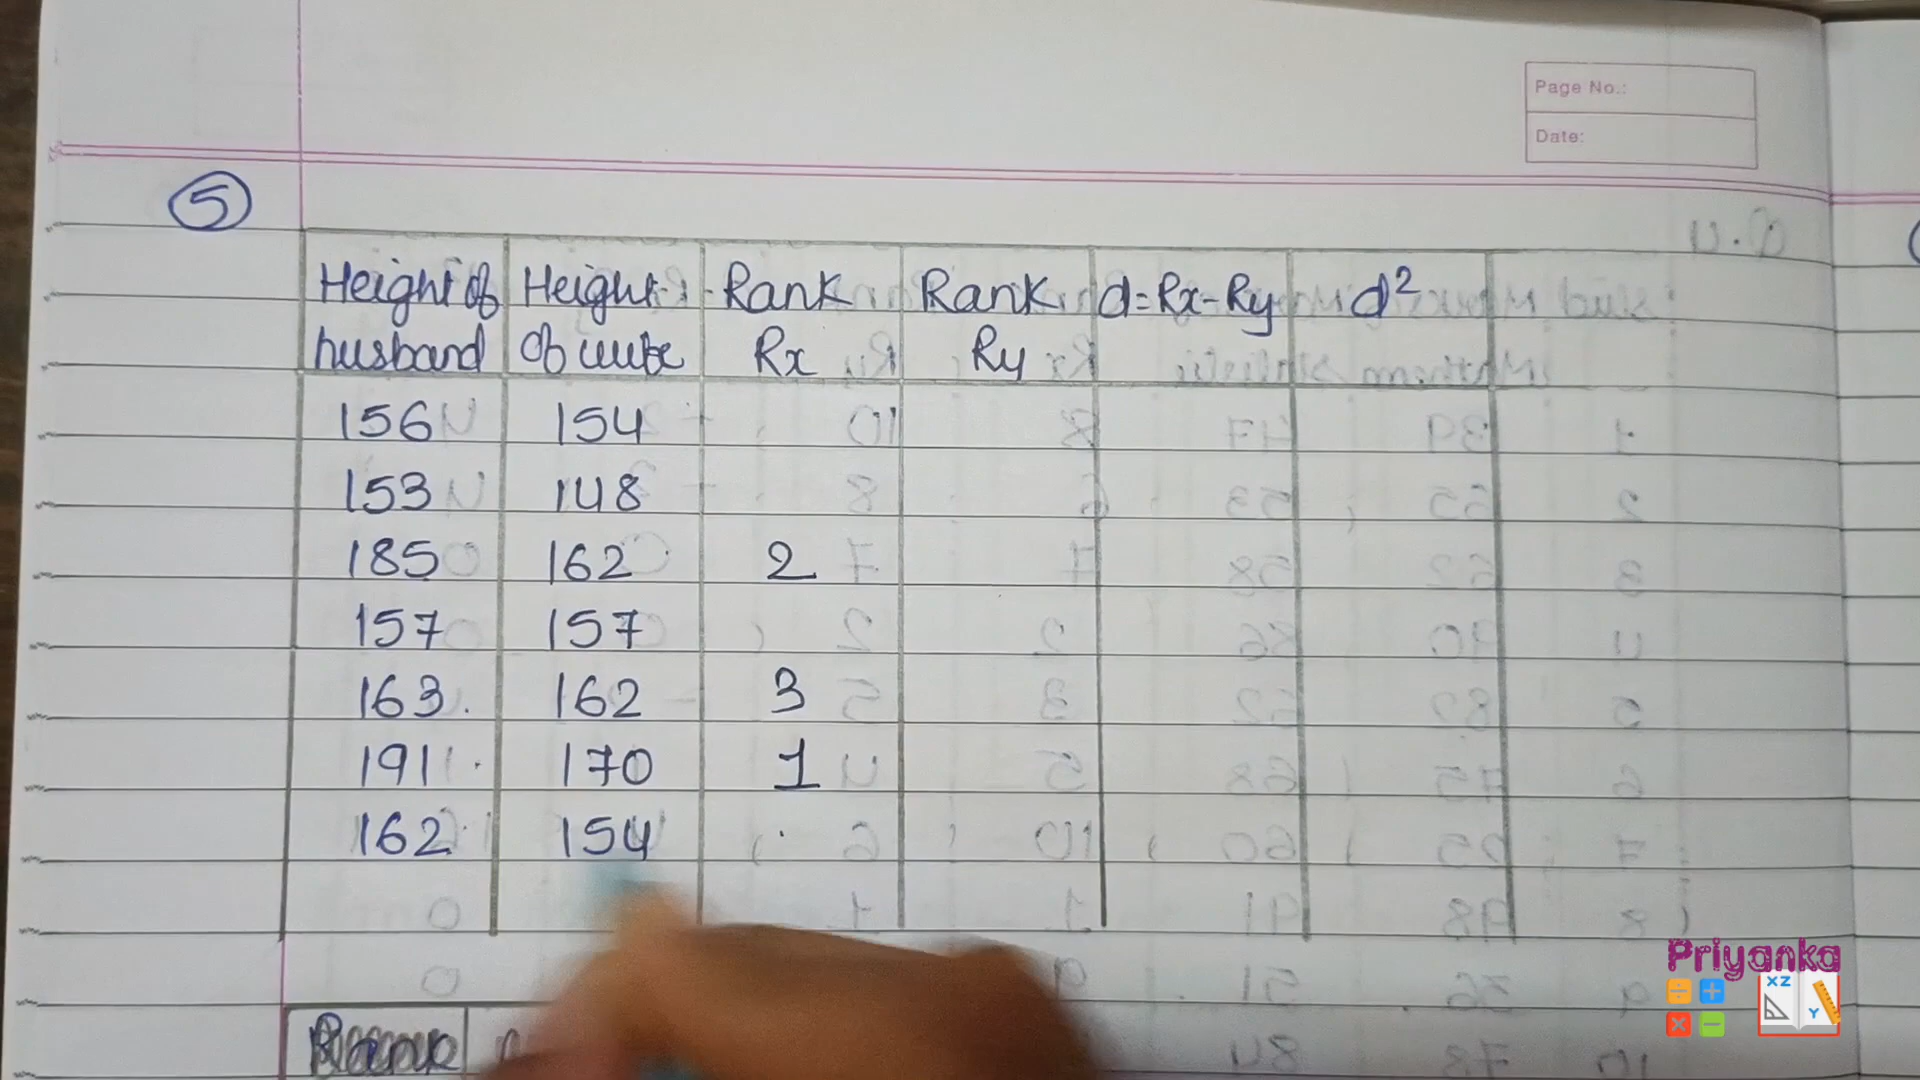 Page No.:
Date:
5
Height of husband Height of wife Rank Rx Rank Ry d=Rx-Ry d²
156 154
153 148
185 162 2
157 157
163 162 3
191 170 1
162 154
Priyanka
XZ
Y